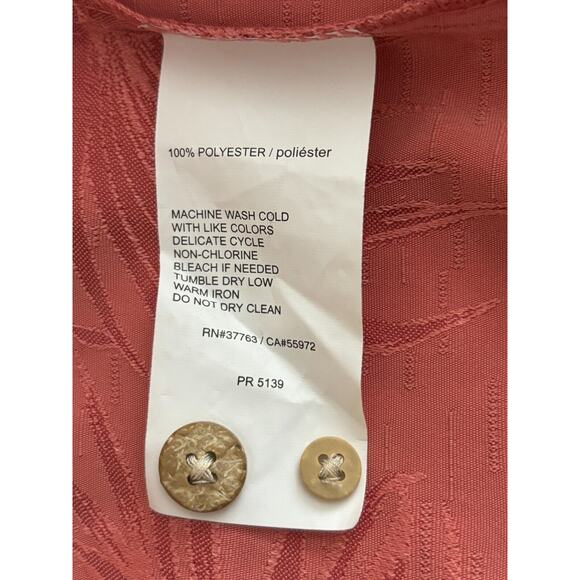 100% POLYESTER / poliéster
MACHINE WASH COLD
WITH LIKE COLORS
DELICATE CYCLE
NON-CHLORINE
BLEACH IF NEEDED
TUMBLE DRY LOW
WARM IRON
DO NOT DRY CLEAN
RN#37763 / CA#55972
PR 5139